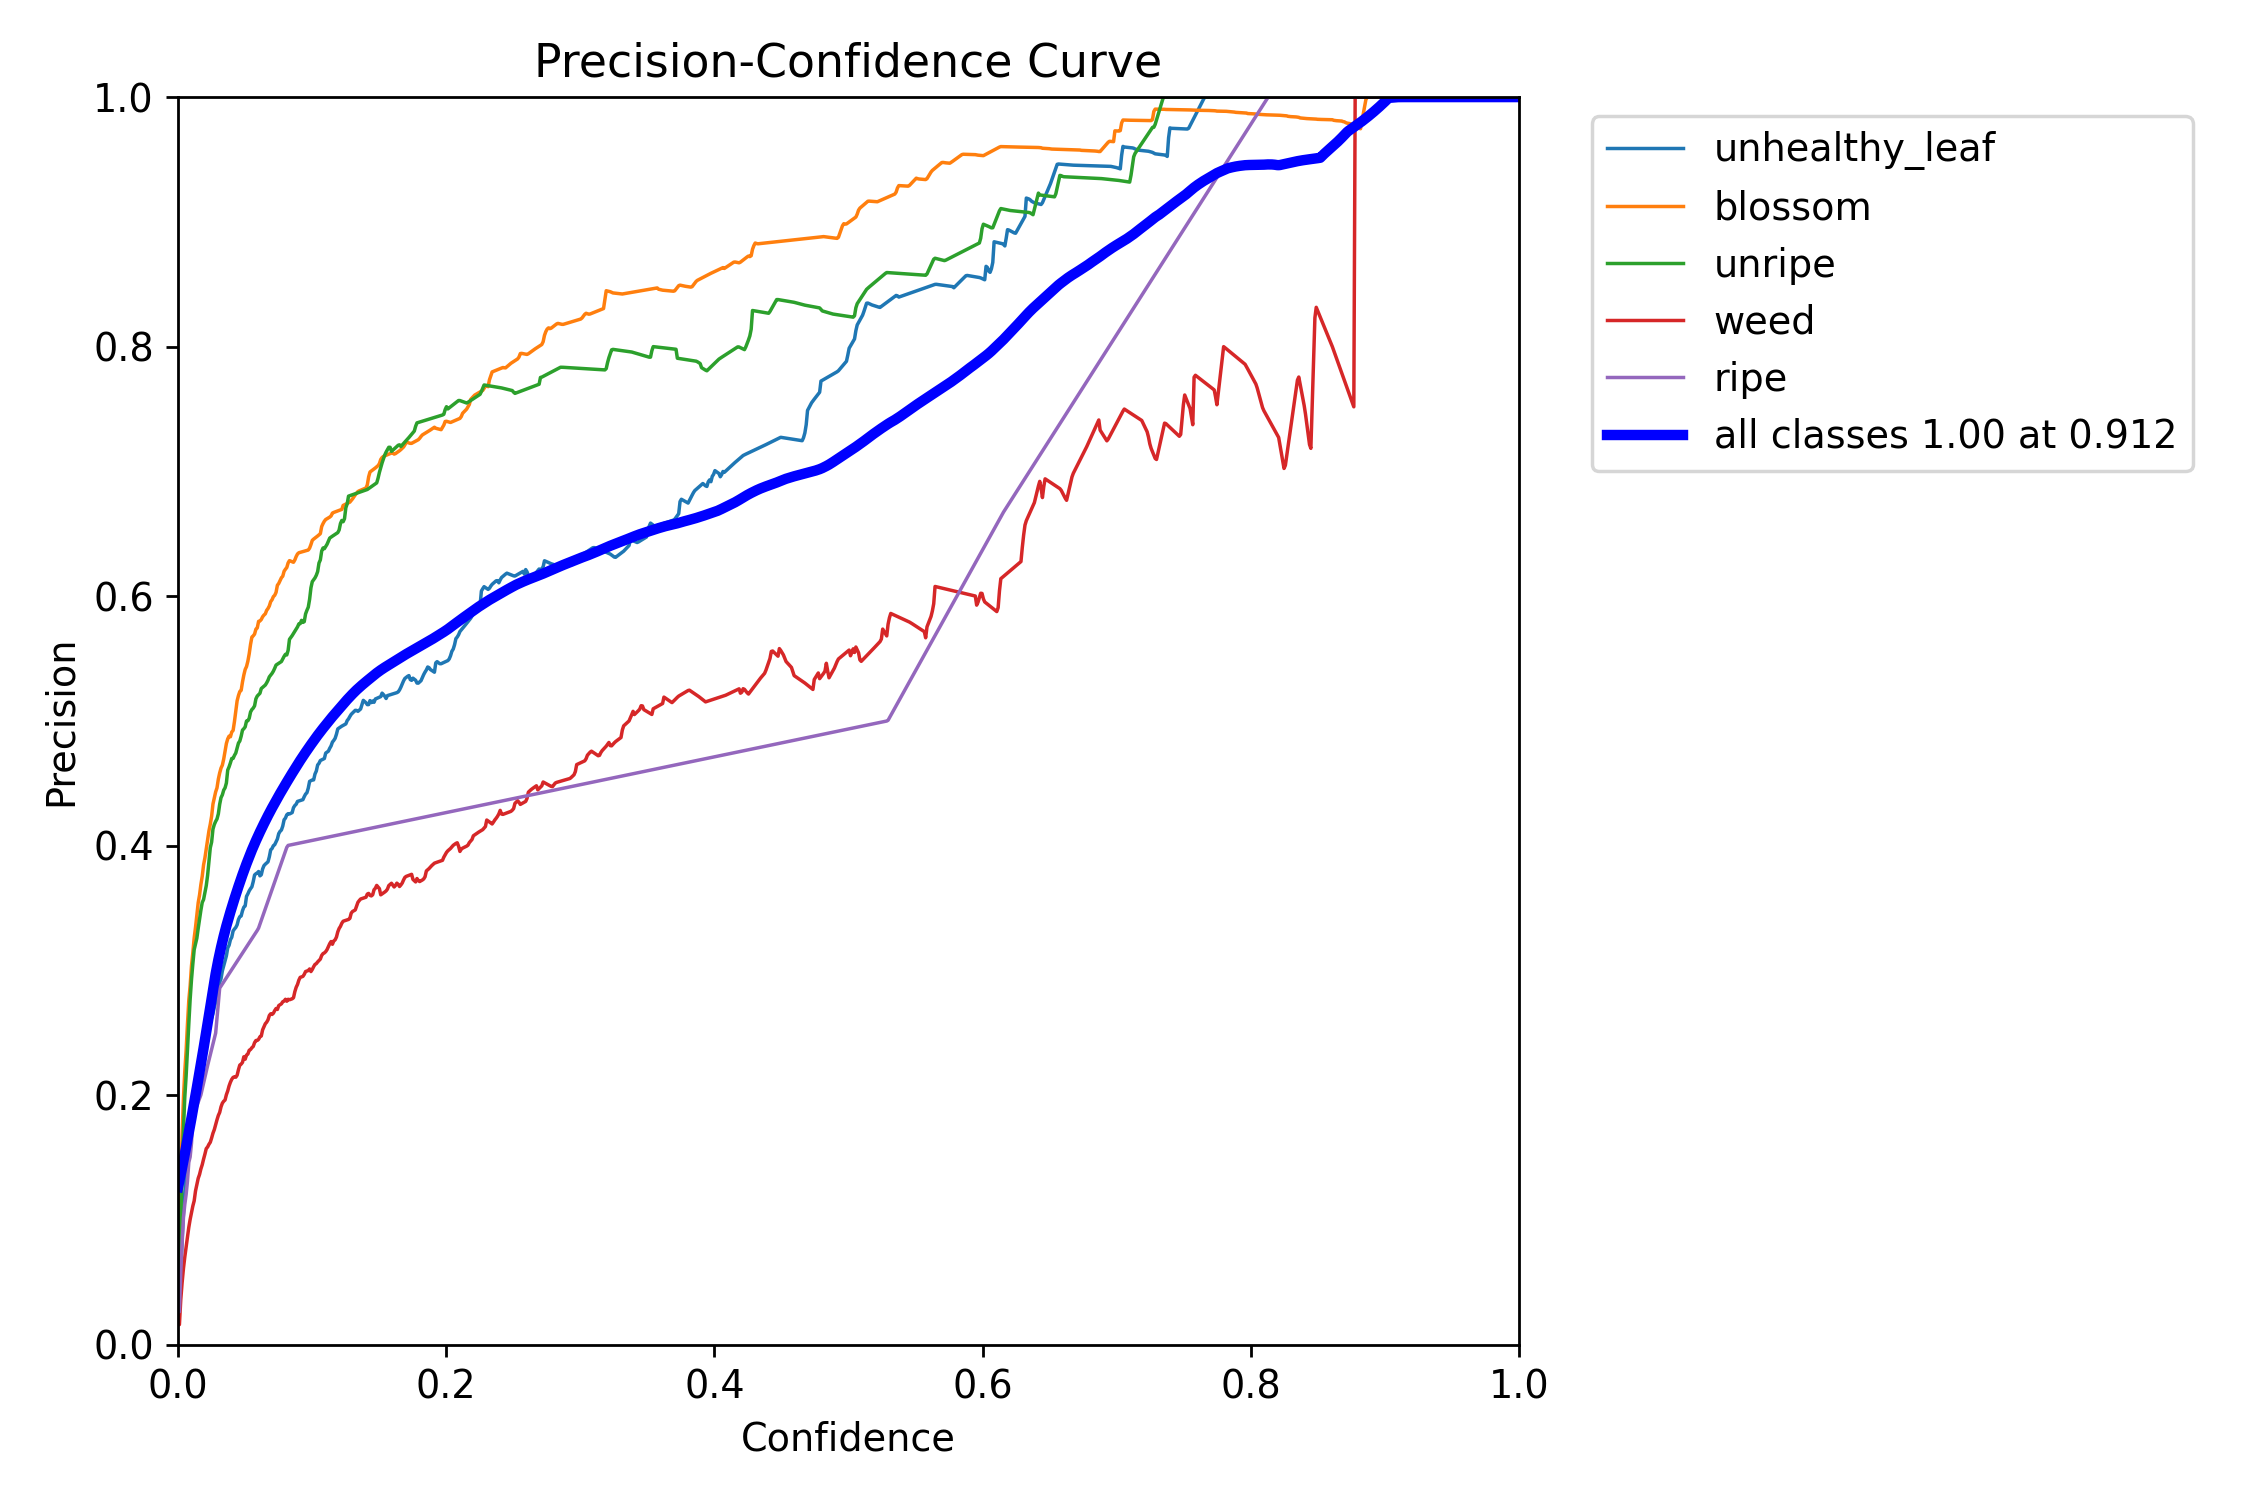 Precision-Confidence Curve
1.0
0.8
0.6
0.4
0.2
0.0
Precision
0.0 0.2 0.4 0.6 0.8 1.0
Confidence
unhealthy_leaf
blossom
unripe
weed
ripe
all classes 1.00 at 0.912